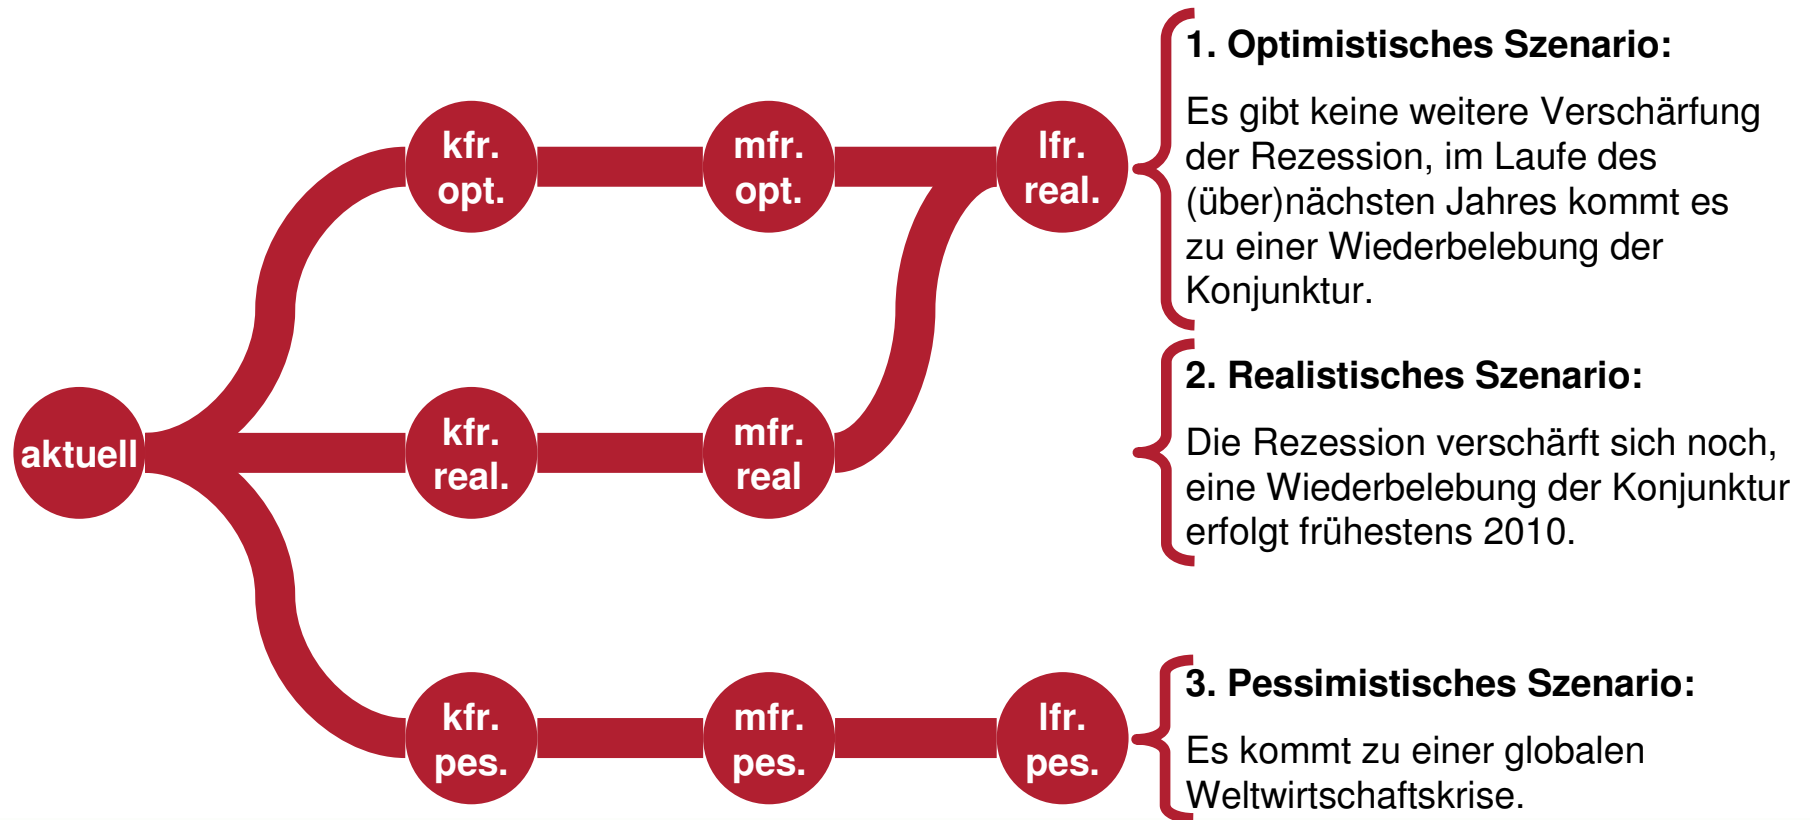 kfr.
opt.
mfr.
opt.
lfr.
real.
1. Optimistisches Szenario:
Es gibt keine weitere Verschärfung
der Rezession, im Laufe des
(über)nächsten Jahres kommt es
zu einer Wiederbelebung der
Konjunktur.
aktuell
kfr.
real.
mfr.
real
2. Realistisches Szenario:
Die Rezession verschärft sich noch,
eine Wiederbelebung der Konjunktur
erfolgt frühestens 2010.
kfr.
pes.
mfr.
pes.
lfr.
pes.
3. Pessimistisches Szenario:
Es kommt zu einer globalen
Weltwirtschaftskrise.